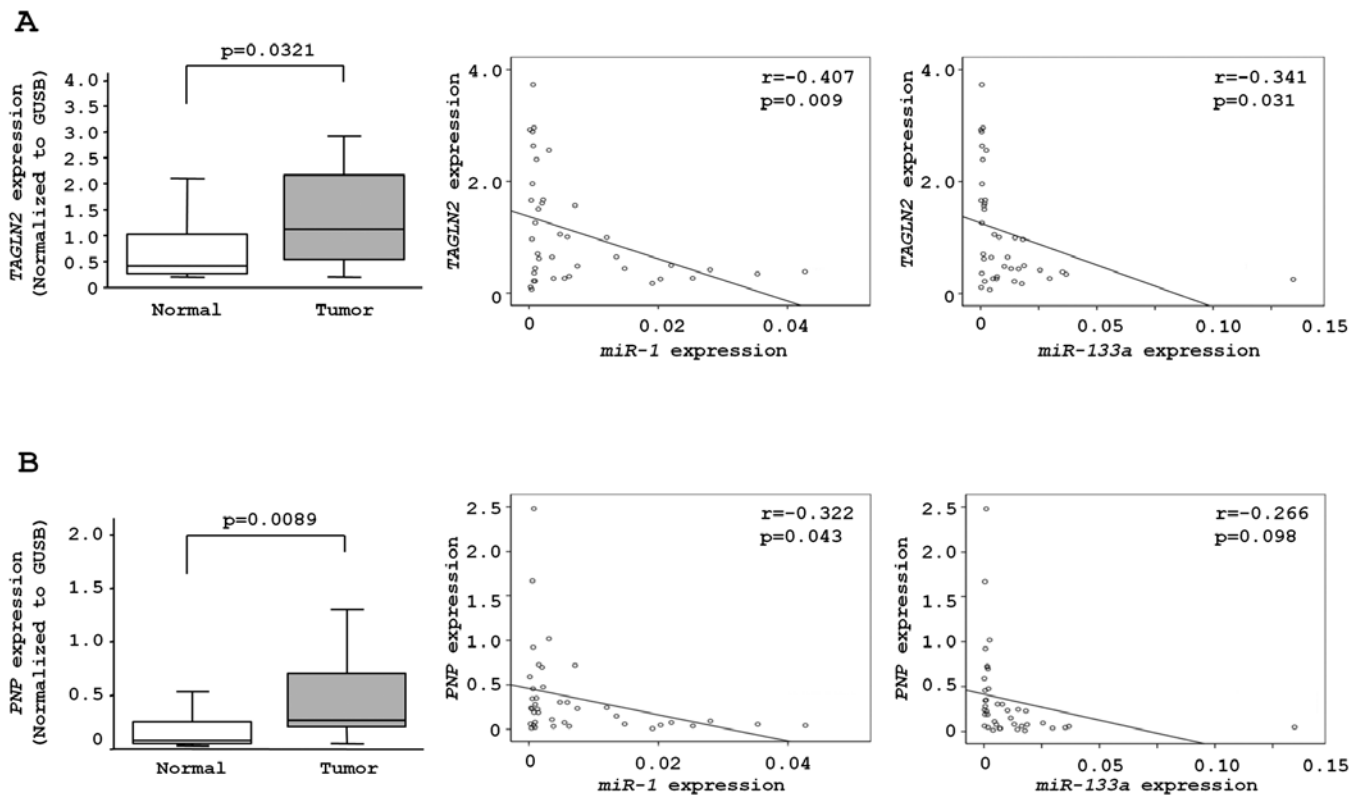 A
p=0.0321
TAGLN2 expression
(Normalized to GUSB)
4.0
3.5
3.0
2.5
2.0
1.5
1.0
0.5
0
Normal Tumor
TAGLN2 expression
4.0
2.0
0
r=-0.407
p=0.009
0 0.02 0.04
miR-1 expression
TAGLN2 expression
4.0
2.0
0
r=-0.341
p=0.031
0 0.05 0.10 0.15
miR-133a expression
B
p=0.0089
PNP expression
(Normalized to GUSB)
2.0
1.5
1.0
0.5
0
Normal Tumor
PNP expression
2.5
2.0
1.5
1.0
0.5
0
r=-0.322
p=0.043
0 0.02 0.04
miR-1 expression
PNP expression
2.5
2.0
1.5
1.0
0.5
0
r=-0.266
p=0.098
0 0.05 0.10 0.15
miR-133a expression